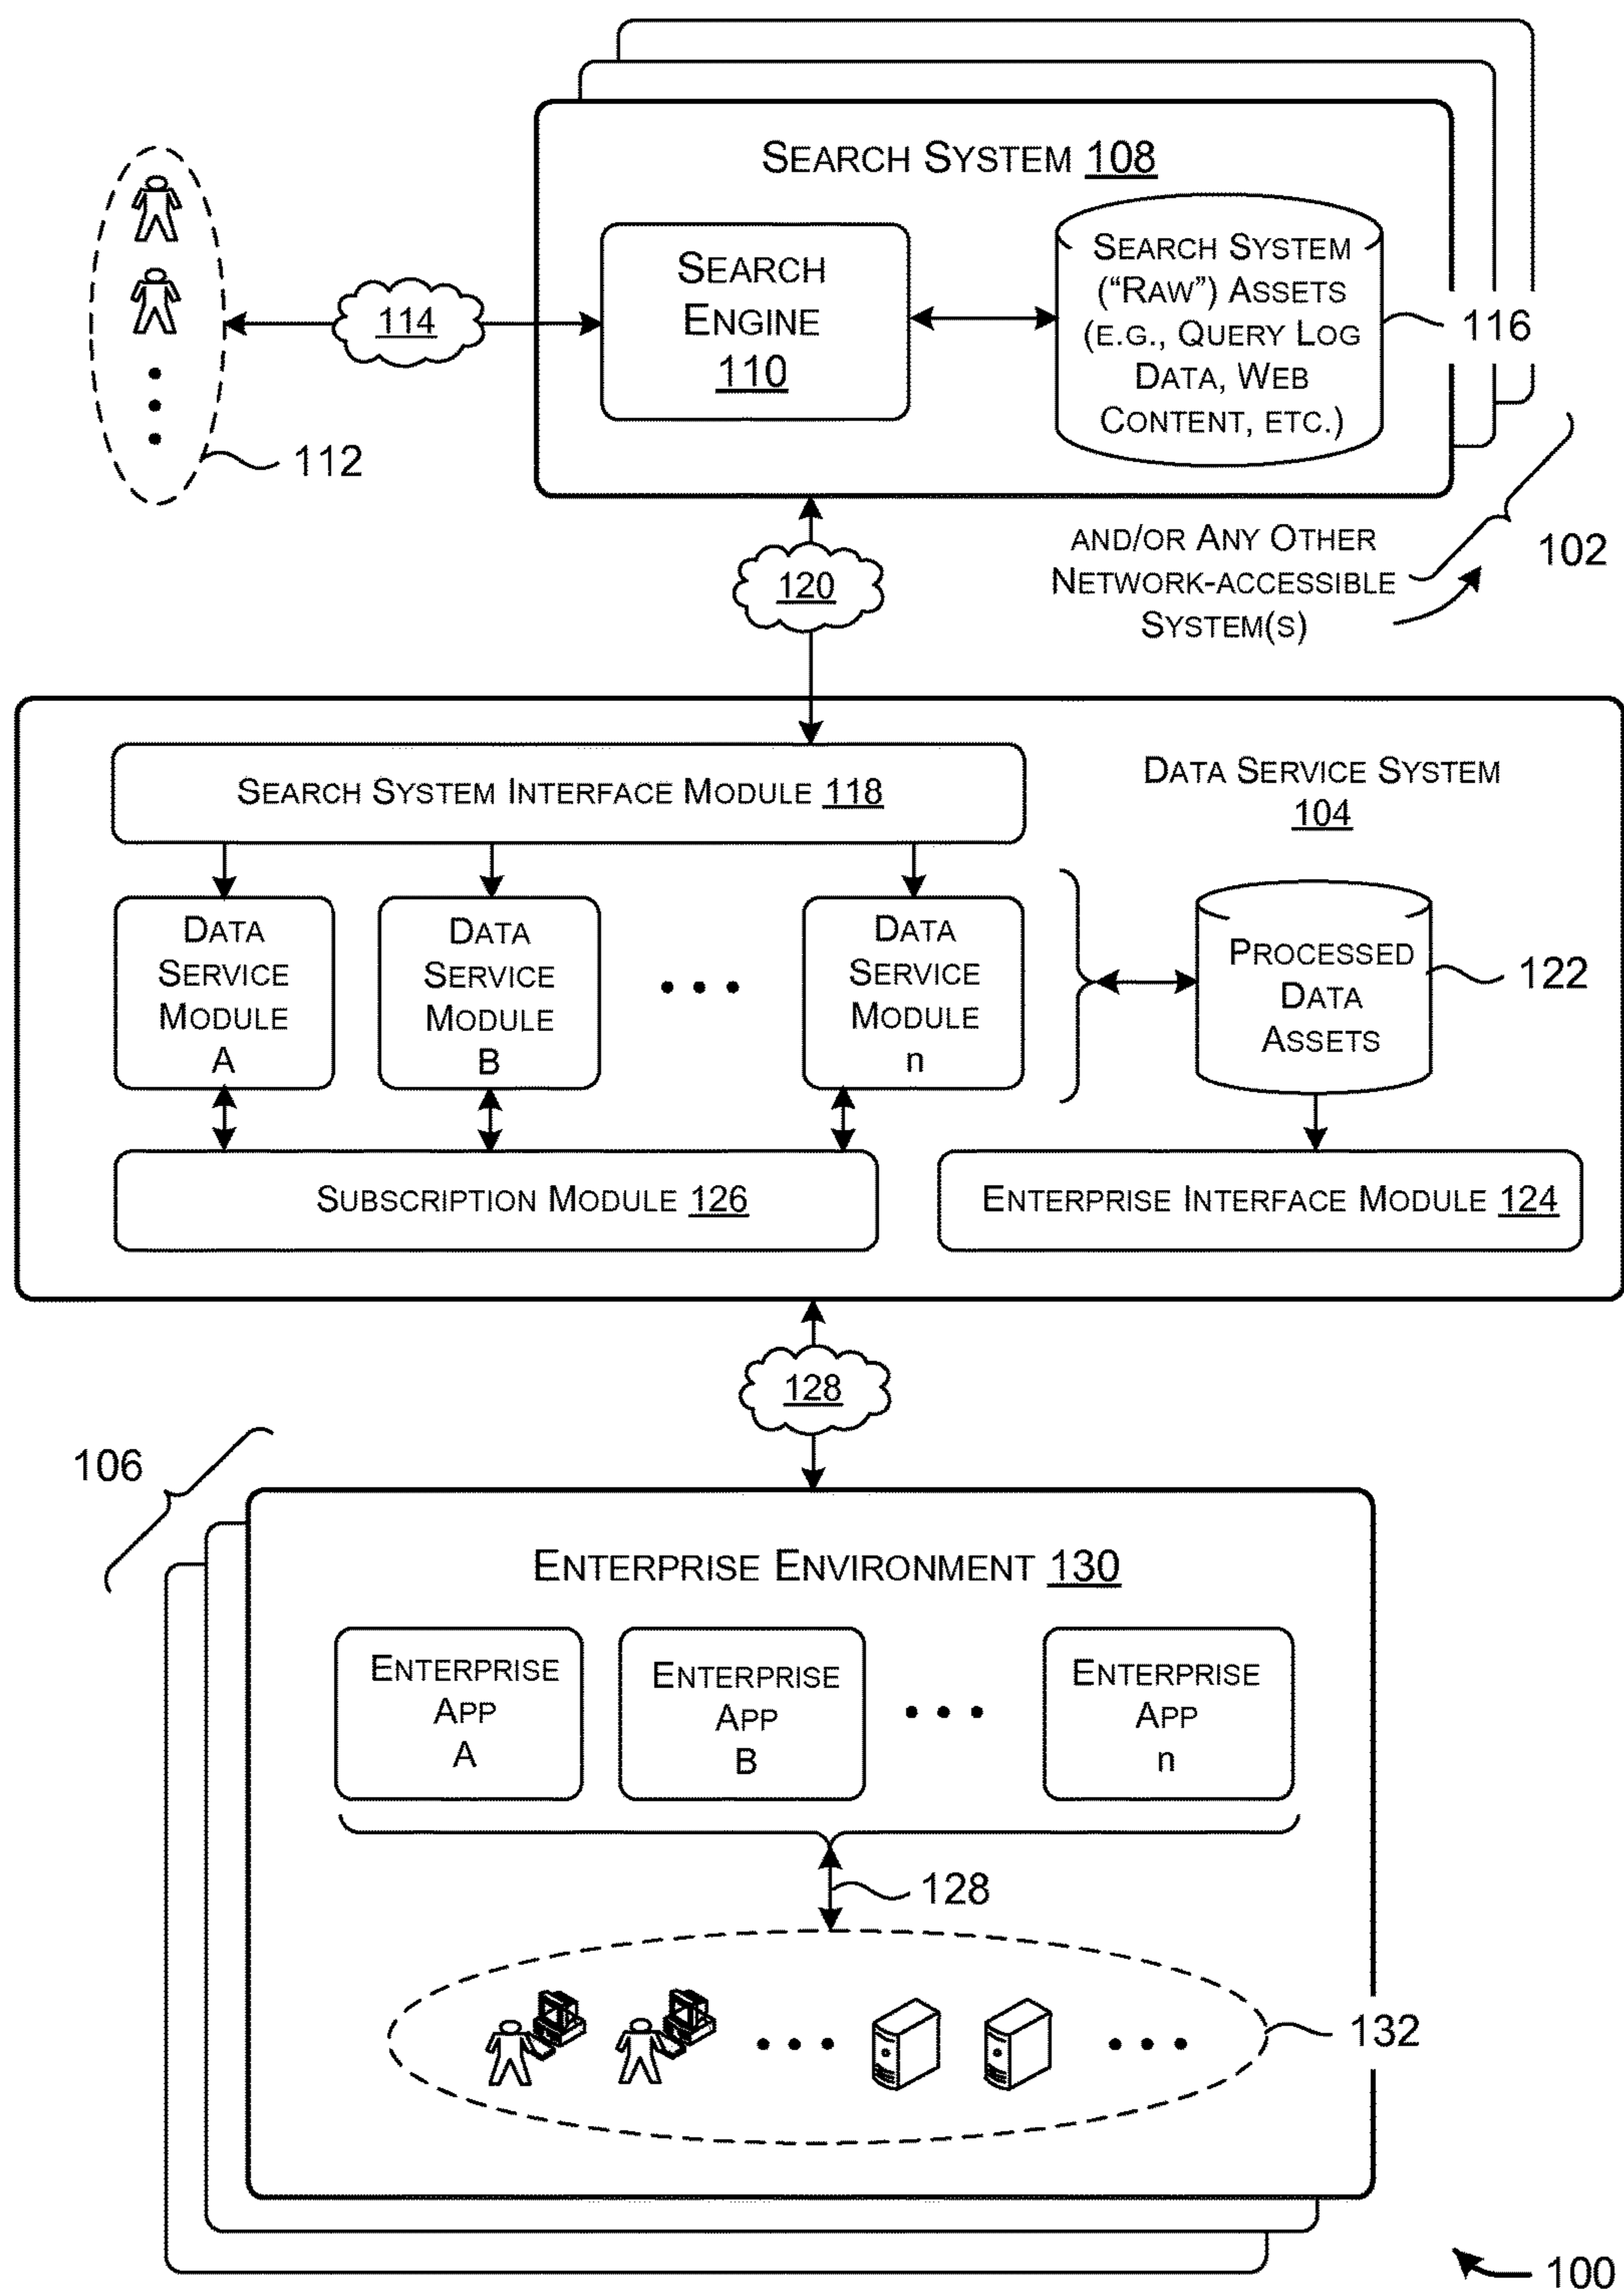 SEARCH SYSTEM 108
SEARCH
ENGINE
110
SEARCH SYSTEM
(“RAW”) ASSETS
(E.G., QUERY LOG
DATA, WEB
CONTENT, ETC.)
116
114
112
AND/OR ANY OTHER
NETWORK-ACCESSIBLE
SYSTEM(S)
102
120
DATA SERVICE SYSTEM
104
SEARCH SYSTEM INTERFACE MODULE 118
DATA
SERVICE
MODULE
A
DATA
SERVICE
MODULE
B
DATA
SERVICE
MODULE
n
PROCESSED
DATA
ASSETS
122
SUBSCRIPTION MODULE 126
ENTERPRISE INTERFACE MODULE 124
128
106
ENTERPRISE ENVIRONMENT 130
ENTERPRISE
APP
A
ENTERPRISE
APP
B
ENTERPRISE
APP
n
128
132
100